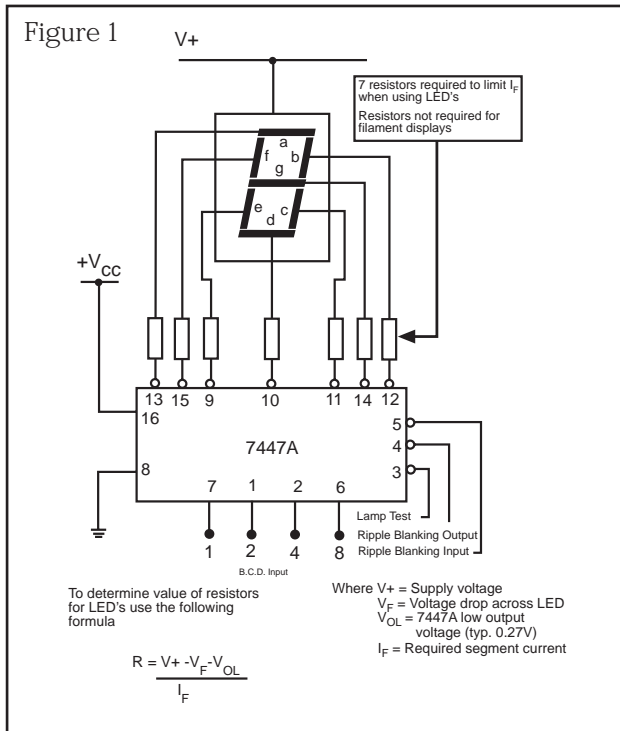 Figure 1
V+
7 resistors required to limit IF
when using LED's
Resistors not required for
filament displays
a
f b
g
e c
d
+VCC
13 15 9 10 11 14 12
16
5
7447A
4
8
3
7 1 2 6
Lamp Test
Ripple Blanking Output
1 2 4 8
Ripple Blanking Input
B.C.D. Input
To determine value of resistors
for LED's use the following
formula
R = V+ -VF-VOL
IF
Where V+ = Supply voltage
VF = Voltage drop across LED
VOL = 7447A low output
voltage (typ. 0.27V)
IF = Required segment current